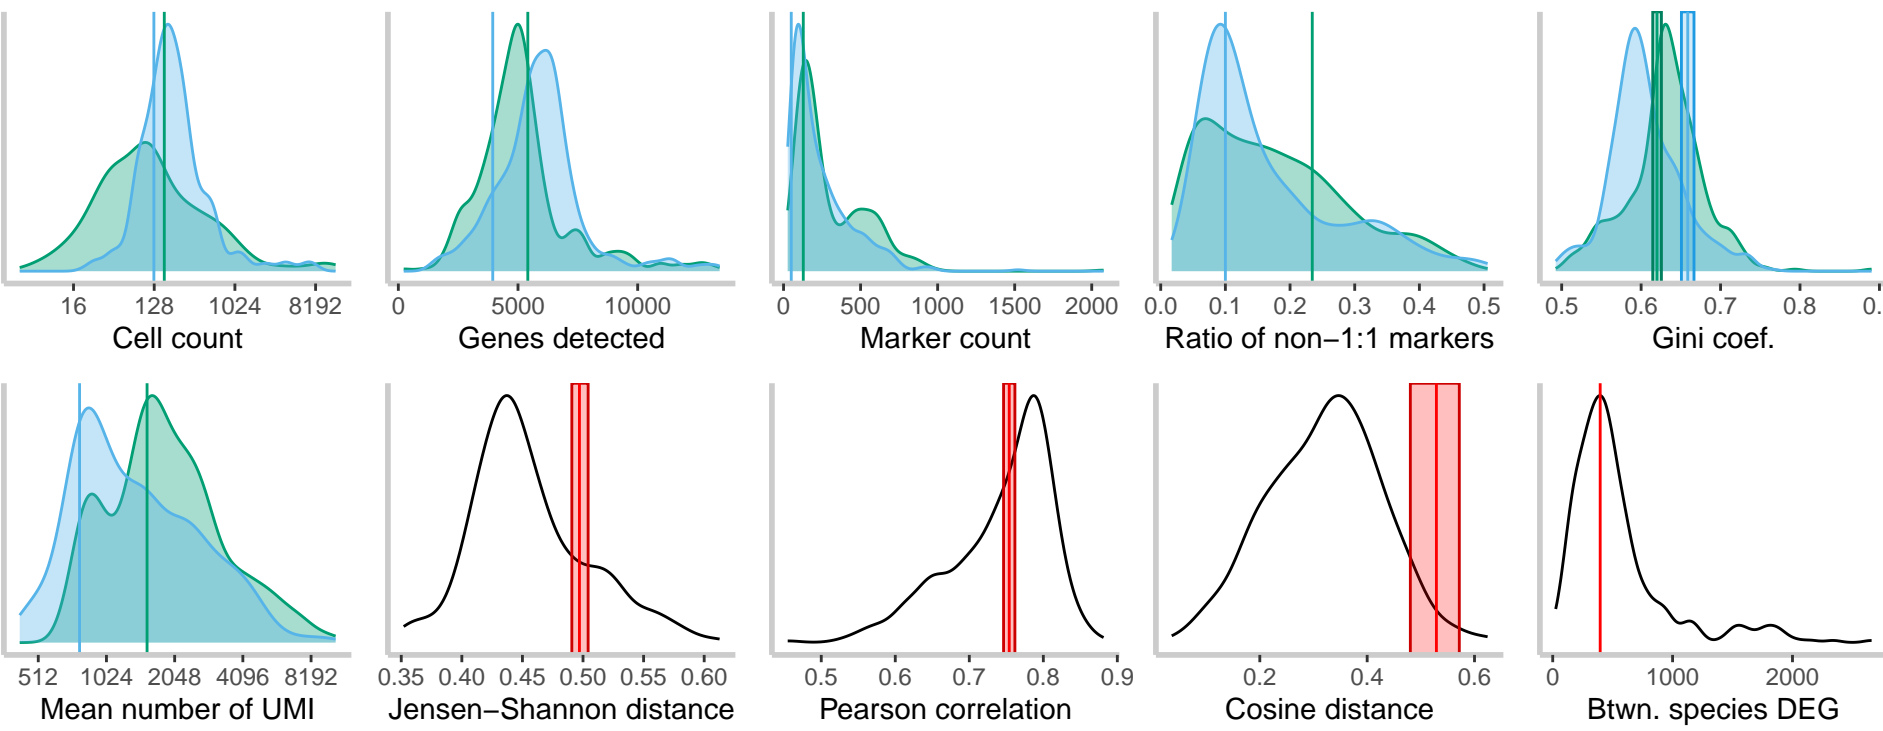 16 128 1024 8192
Cell count
0 5000 10000
Genes detected
0 500 1000 1500 2000
Marker count
0.0 0.1 0.2 0.3 0.4 0.5
Ratio of non−1:1 markers
0.5 0.6 0.7 0.8 0.
Gini coef.
512 1024 2048 4096 8192
Mean number of UMI
0.35 0.40 0.45 0.50 0.55 0.60
Jensen−Shannon distance
0.5 0.6 0.7 0.8 0.9
Pearson correlation
0.2 0.4 0.6
Cosine distance
0 1000 2000
Btwn. species DEG